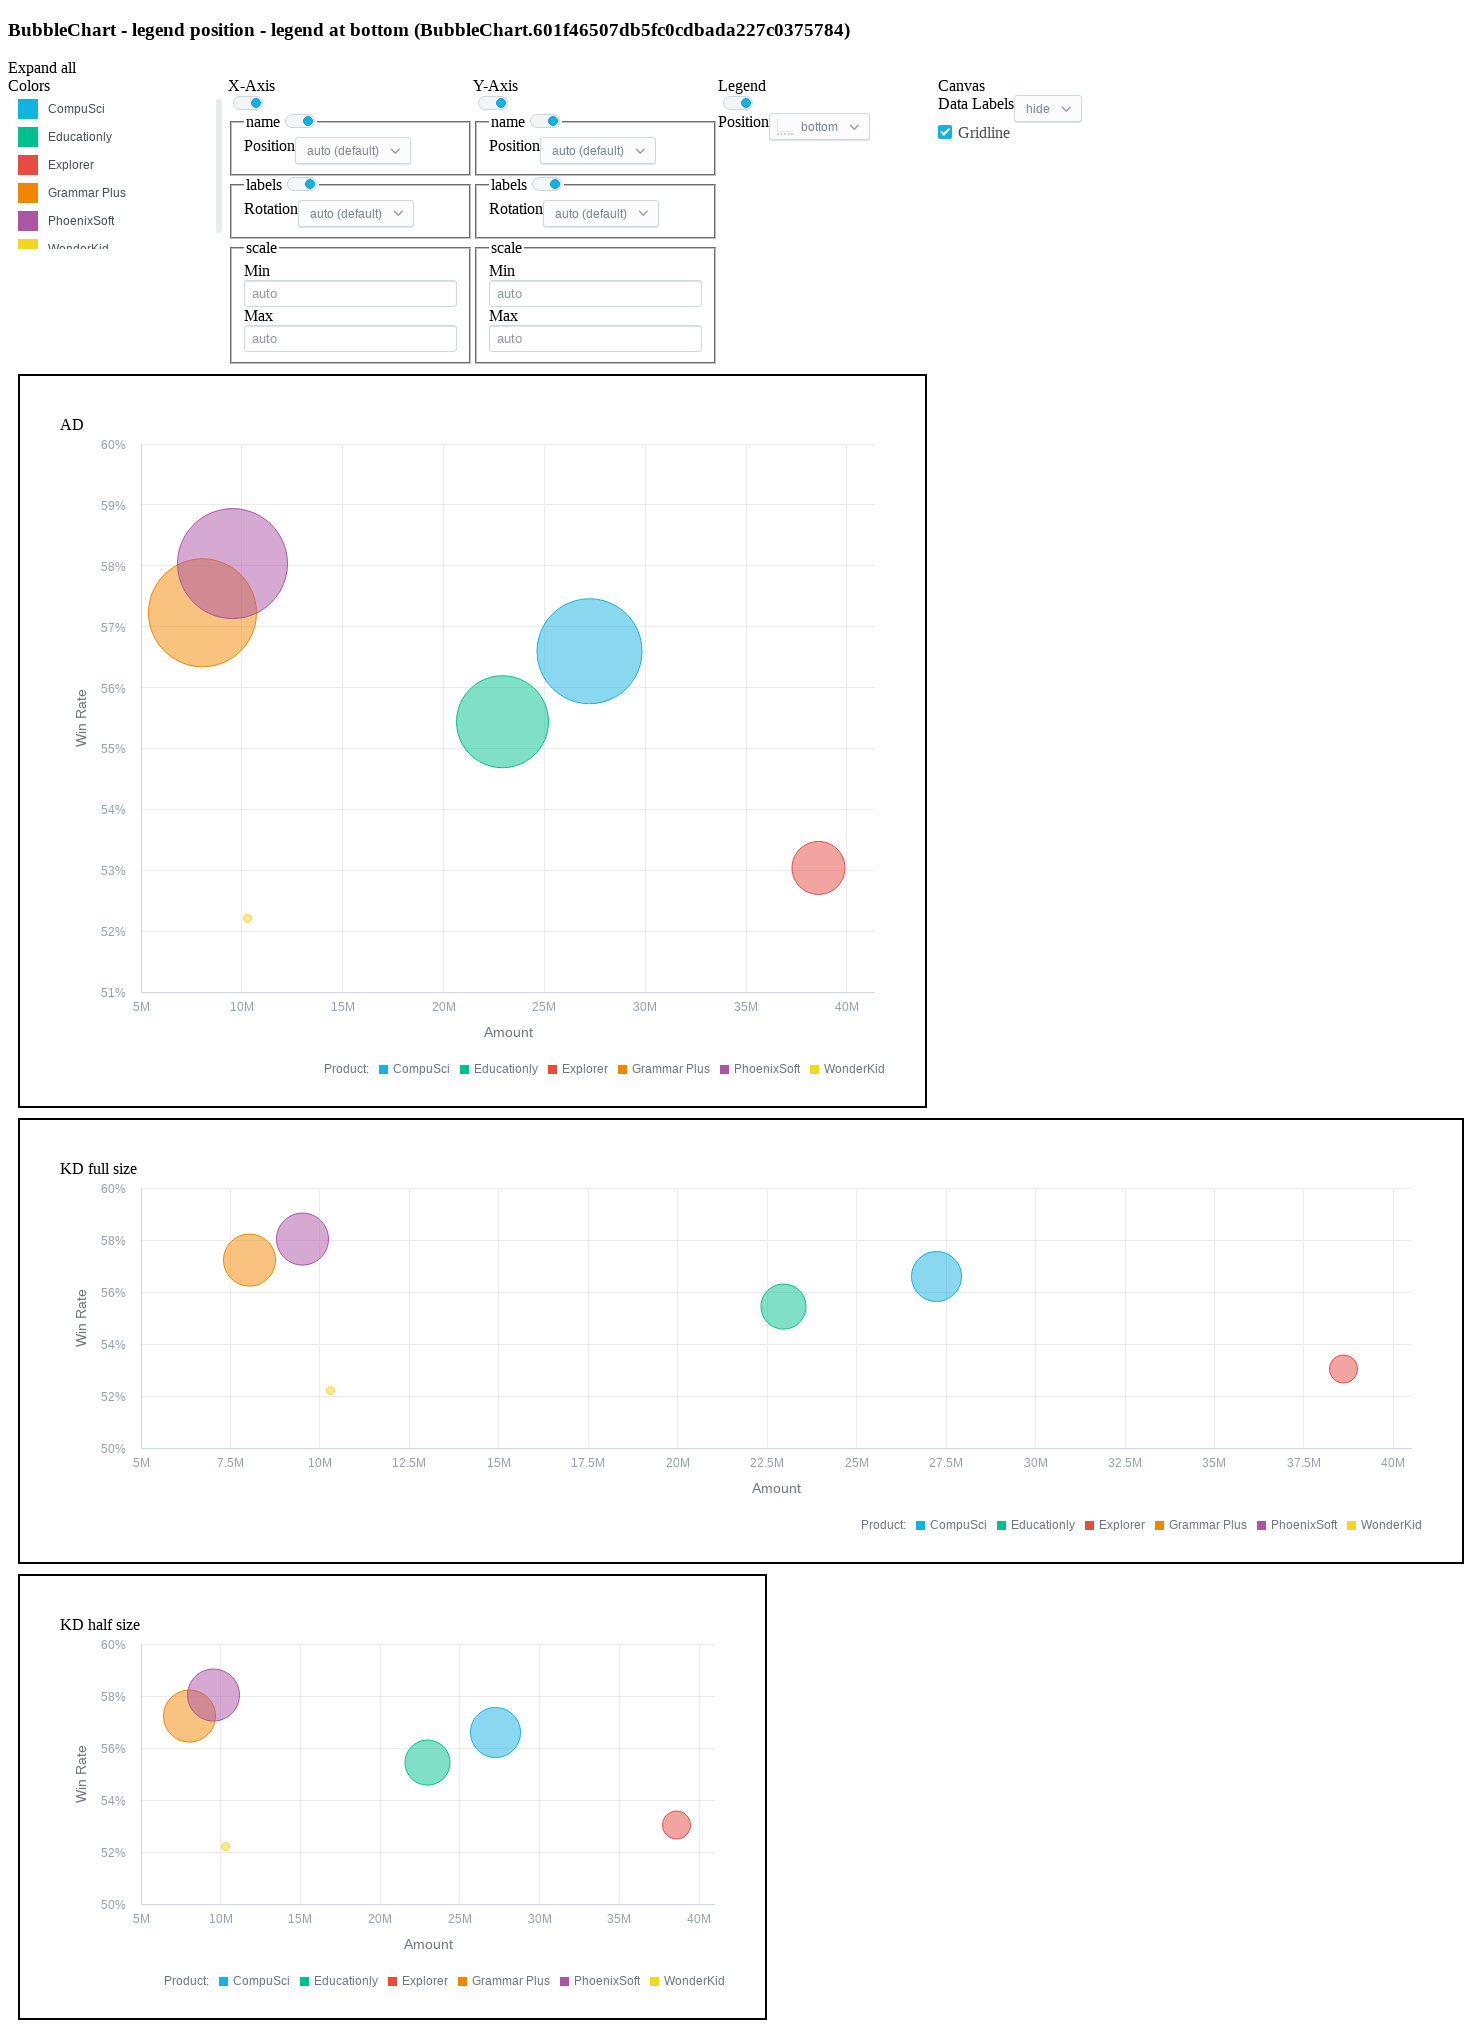 BubbleChart - legend position - legend at bottom (BubbleChart.601f46507db5fc0cdbada227c0375784)
Expand all
Colors
CompuSci
Educationly
Explorer
Grammar Plus
PhoenixSoft
WonderKid
X-Axis
name
Position auto (default)
labels
Rotation auto (default)
scale
Min
auto
Max
auto
Y-Axis
name
Position auto (default)
labels
Rotation auto (default)
scale
Min
auto
Max
auto
Legend
Position bottom
Canvas
Data Labels hide
Gridline
AD
60%
59%
58%
57%
56%
55%
54%
53%
52%
51%
Win Rate
5M 10M 15M 20M 25M 30M 35M 40M
Amount
Product: CompuSci Educationly Explorer Grammar Plus PhoenixSoft WonderKid
KD full size
60%
58%
56%
54%
52%
50%
Win Rate
5M 7.5M 10M 12.5M 15M 17.5M 20M 22.5M 25M 27.5M 30M 32.5M 35M 37.5M 40M
Amount
Product: CompuSci Educationly Explorer Grammar Plus PhoenixSoft WonderKid
KD half size
60%
58%
56%
54%
52%
50%
Win Rate
5M 10M 15M 20M 25M 30M 35M 40M
Amount
Product: CompuSci Educationly Explorer Grammar Plus PhoenixSoft WonderKid